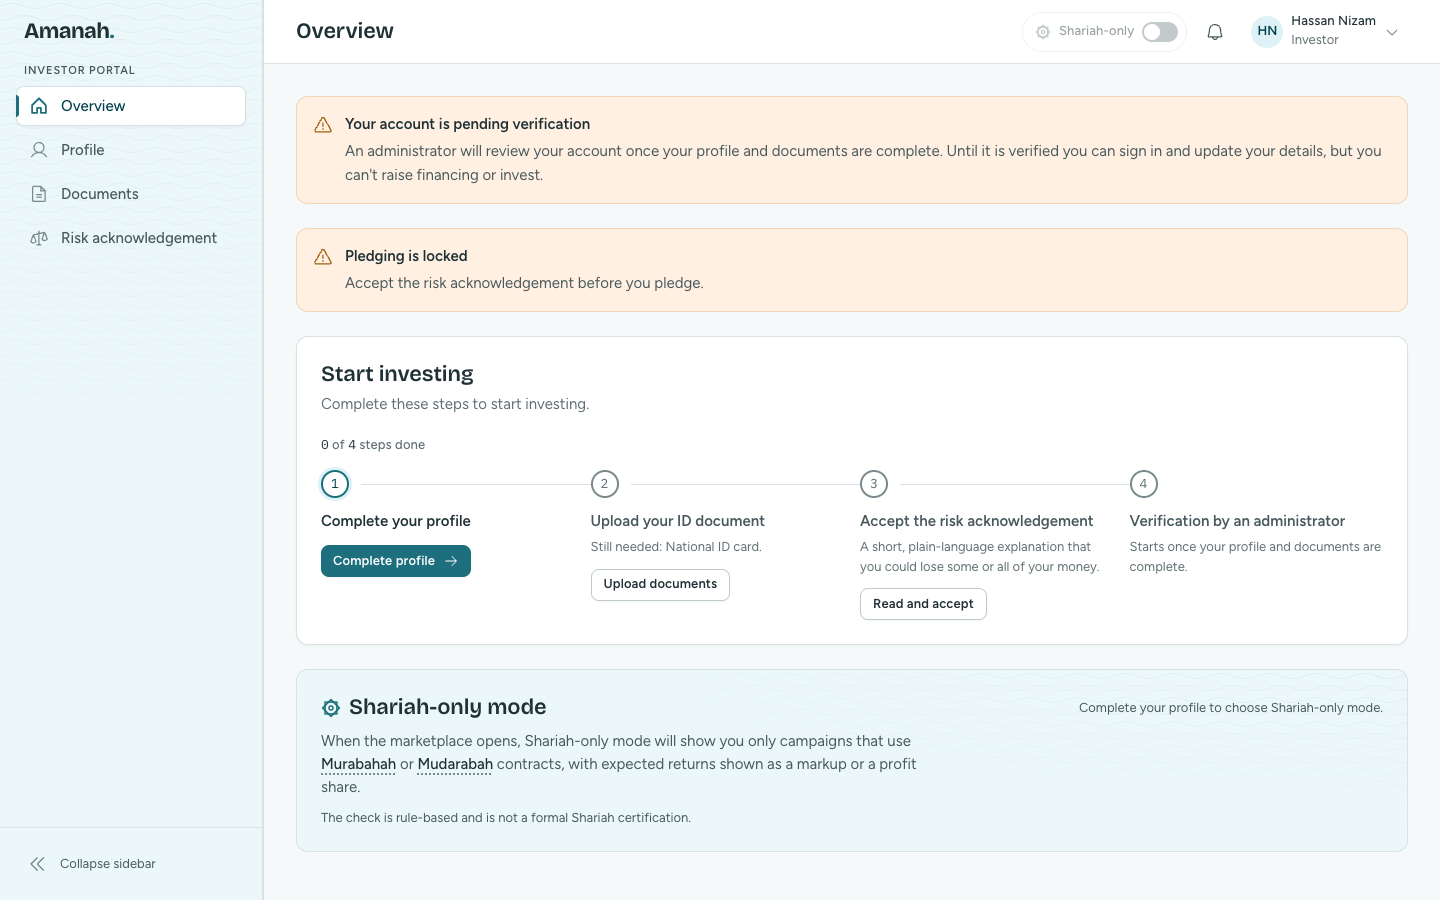 Amanah.
INVESTOR PORTAL
Overview
Profile
Documents
Risk acknowledgement
Collapse sidebar
Overview
Shariah-only
HN
Hassan Nizam
Investor
Your account is pending verification
An administrator will review your account once your profile and documents are complete. Until it is verified you can sign in and update your details, but you
can't raise financing or invest.
Pledging is locked
Accept the risk acknowledgement before you pledge.
Start investing
Complete these steps to start investing.
0 of 4 steps done
1
Complete your profile
Complete profile
2
Upload your ID document
Still needed: National ID card.
Upload documents
3
Accept the risk acknowledgement
A short, plain-language explanation that
you could lose some or all of your money.
Read and accept
4
Verification by an administrator
Starts once your profile and documents are
complete.
Shariah-only mode
Complete your profile to choose Shariah-only mode.
When the marketplace opens, Shariah-only mode will show you only campaigns that use
Murabahah or Mudarabah contracts, with expected returns shown as a markup or a profit
share.
The check is rule-based and is not a formal Shariah certification.